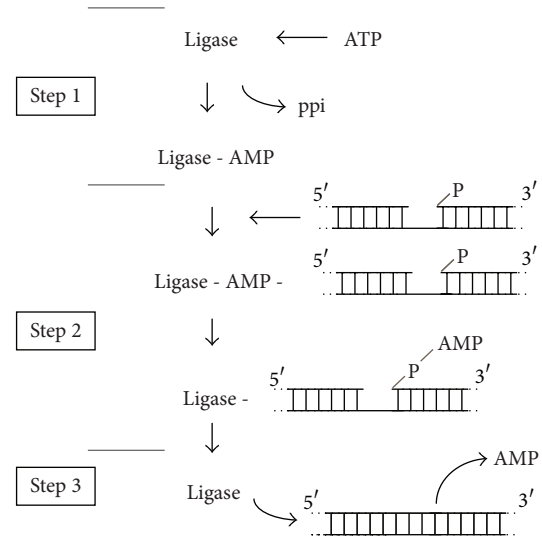 Ligase ATP
Step 1
ppi
Ligase - AMP
5′ P 3′
5′ P 3′
Ligase - AMP -
Step 2
AMP
5′ P 3′
Ligase -
AMP
Step 3
Ligase 5′ 3′